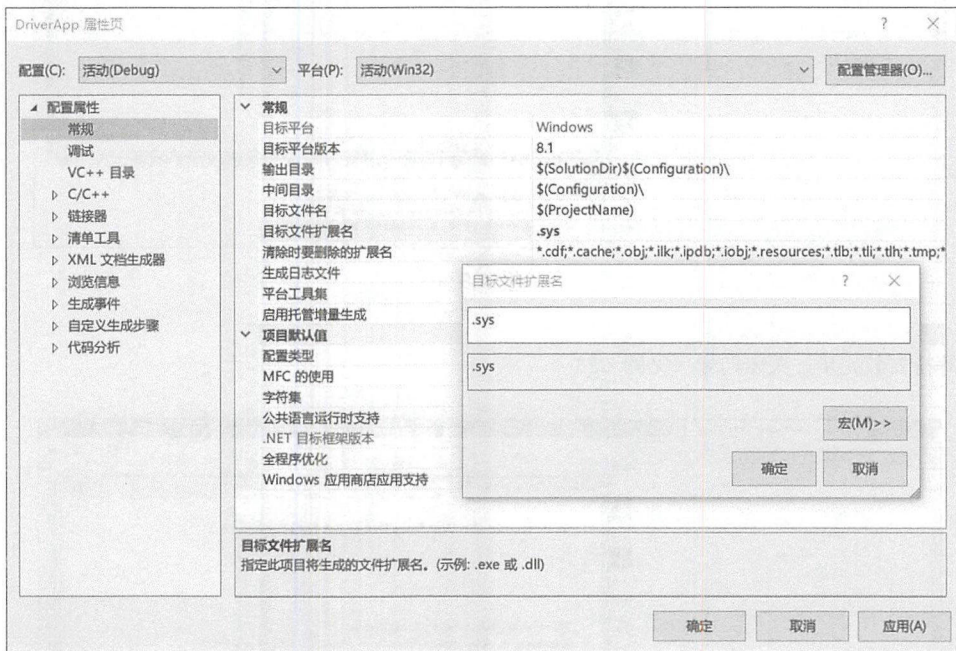 DriverApp 属性页
?
配置(C): 活动(Debug) 平台(P): 活动(Win32) 配置管理器(O)...
配置属性
常规
调试
VC++ 目录
C/C++
链接器
清单工具
XML 文档生成器
浏览信息
生成事件
自定义生成步骤
代码分析
常规
目标平台 Windows
目标平台版本 8.1
输出目录 $(SolutionDir)$(Configuration)\
中间目录 $(Configuration)\
目标文件名 $(ProjectName)
目标文件扩展名 .sys
清除时要删除的扩展名 *.cdf;*.cache;*.obj;*.ilk;*.ipdb;*.iobj;*.resources;*.tlb;*.tli;*.tlh;*.tmp;*
生成日志文件
平台工具集
启用托管增量生成
项目默认值
配置类型
MFC 的使用
字符集
公共语言运行时支持
.NET 目标框架版本
全程序优化
Windows 应用商店应用支持
目标文件扩展名
?
.sys
.sys
宏(M)>>
确定 取消
目标文件扩展名
指定此项目将生成的文件扩展名。(示例: .exe 或 .dll)
确定 取消 应用(A)